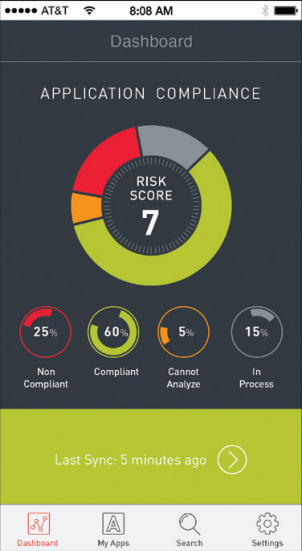 AT&T 8:08 AM
Dashboard
APPLICATION COMPLIANCE
RISK
SCORE
7
25% 60% 5% 15%
Non Compliant Cannot In
Compliant Analyze Process
Last Sync: 5 minutes ago
Dashboard My Apps Search Settings